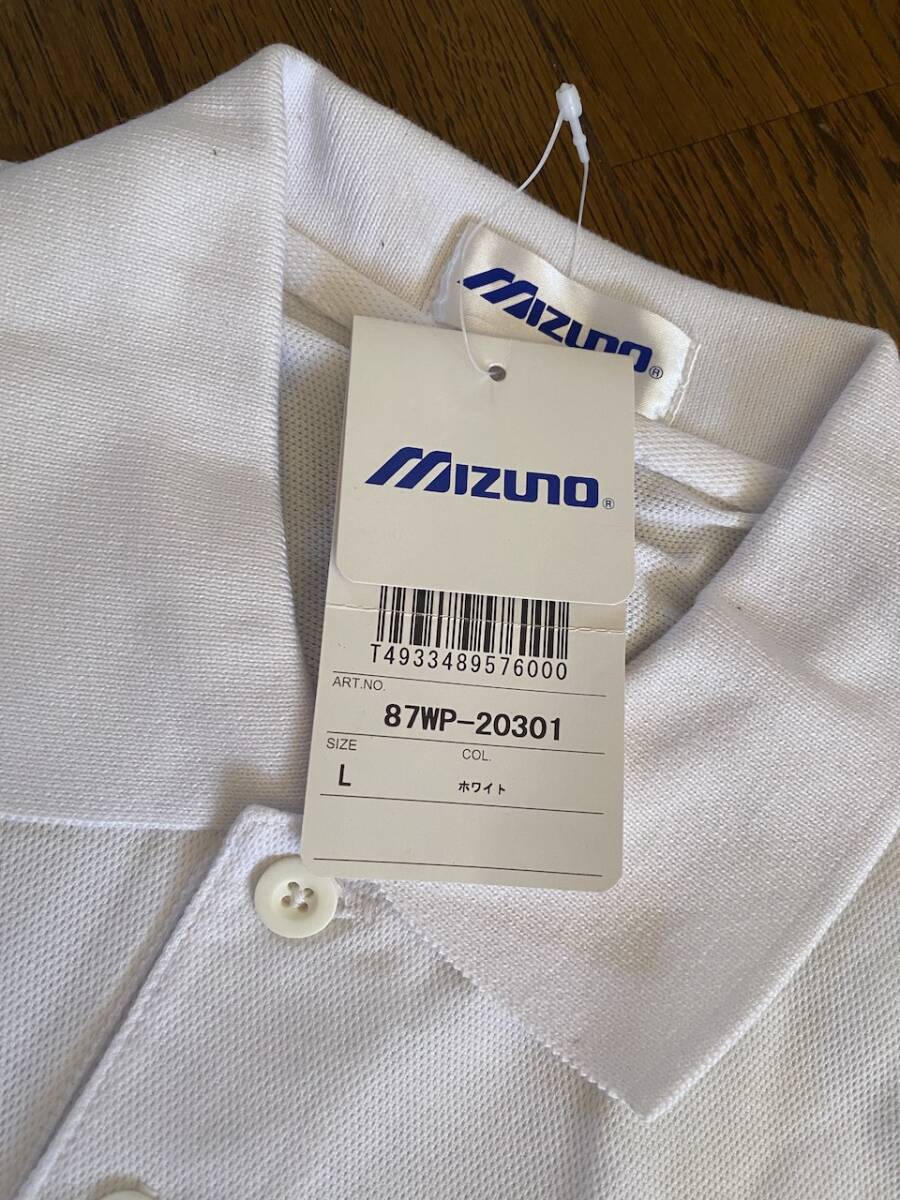 MIZUNO®
MIZUNO®
T4933489576000
ART.NO.
87WP-20301
SIZE COL.
L ホワイト